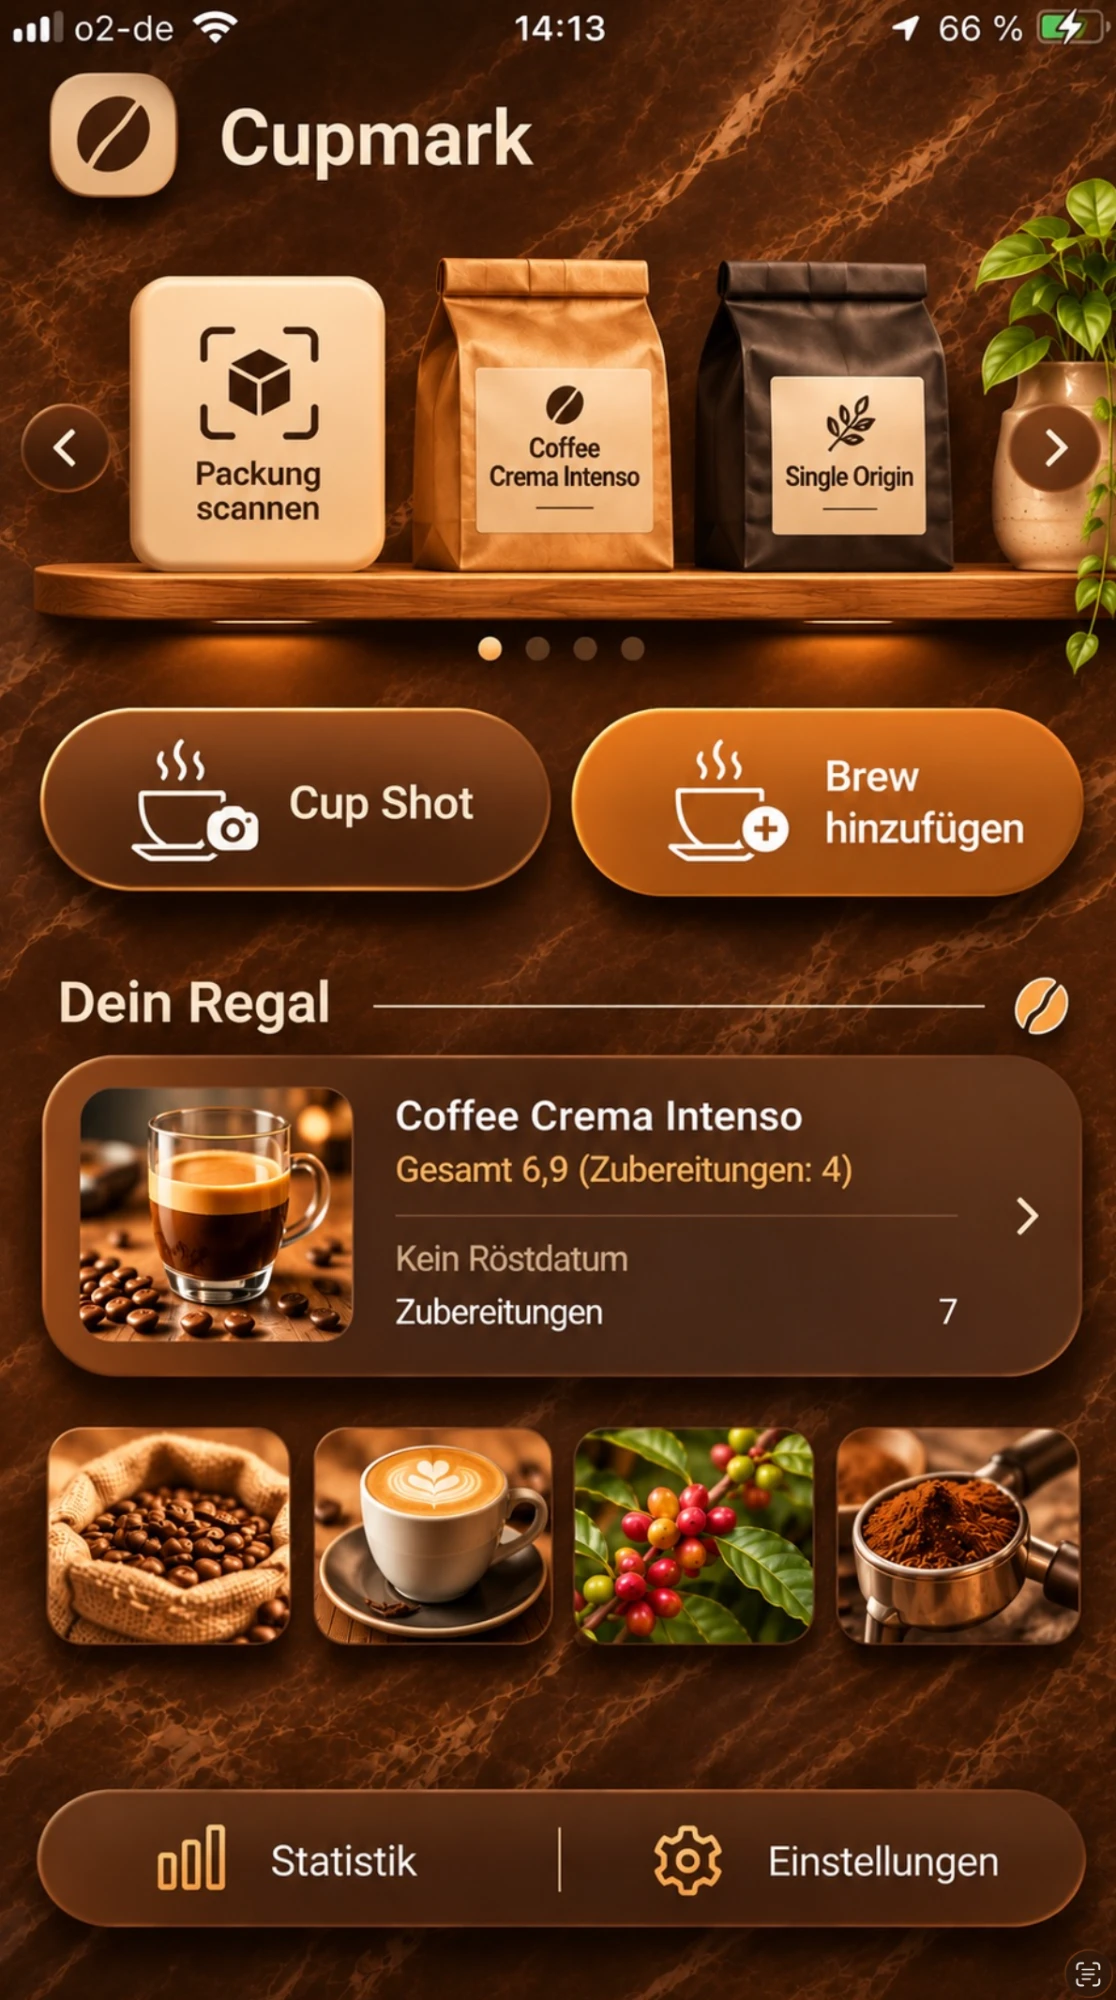 o2-de
14:13
66 %
Cupmark
Packung
scannen
Coffee
Crema Intenso
Single Origin
Cup Shot
Brew
hinzufügen
Dein Regal
Coffee Crema Intenso
Gesamt 6,9 (Zubereitungen: 4)
Kein Röstdatum
Zubereitungen 7
Statistik
Einstellungen